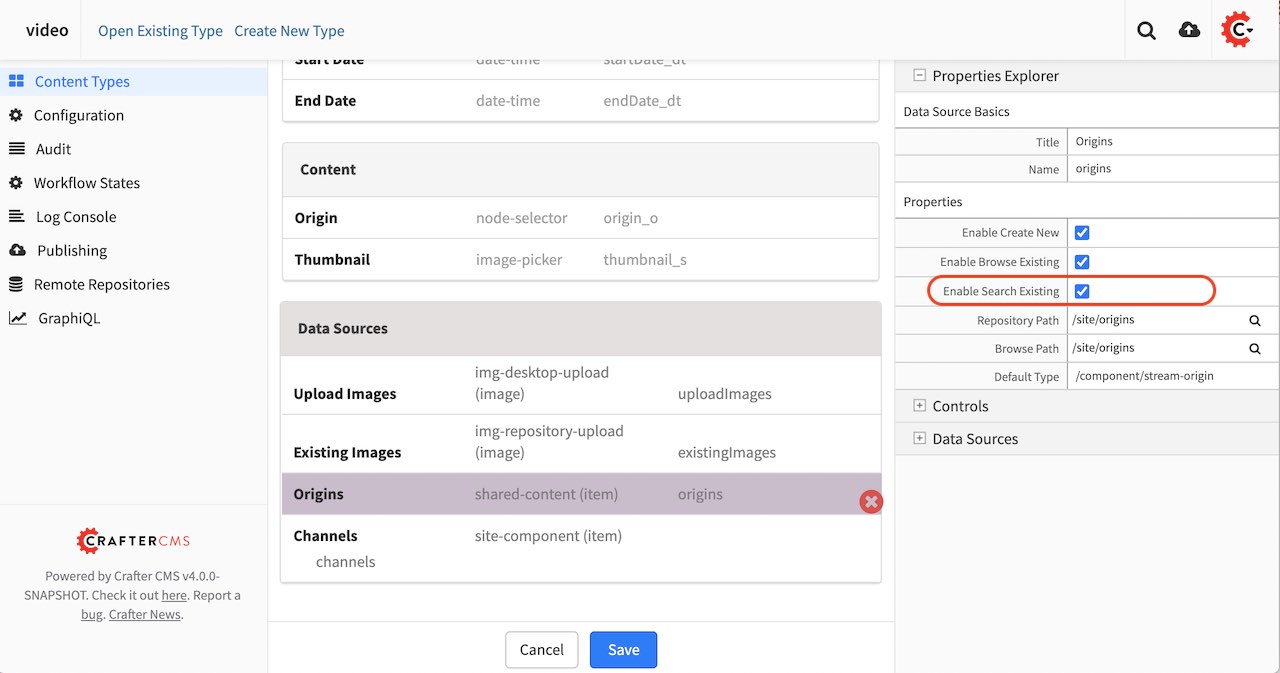 video
Open Existing Type
Create New Type
Content Types
Configuration
Audit
Workflow States
Log Console
Publishing
Remote Repositories
GraphiQL
CRAFTERCMS
Powered by Crafter CMS v4.0.0-
SNAPSHOT. Check it out here. Report a
bug. Crafter News.
Start Date date-time startDate_dt
End Date date-time endDate_dt
Content
Origin node-selector origin_o
Thumbnail image-picker thumbnail_s
Data Sources
img-desktop-upload
Upload Images (image) uploadImages
img-repository-upload
Existing Images (image) existingImages
Origins shared-content (item) origins
Channels site-component (item)
channels
Cancel
Save
Properties Explorer
Data Source Basics
Title Origins
Name origins
Properties
Enable Create New
Enable Browse Existing
Enable Search Existing
Repository Path /site/origins
Browse Path /site/origins
Default Type /component/stream-origin
Controls
Data Sources